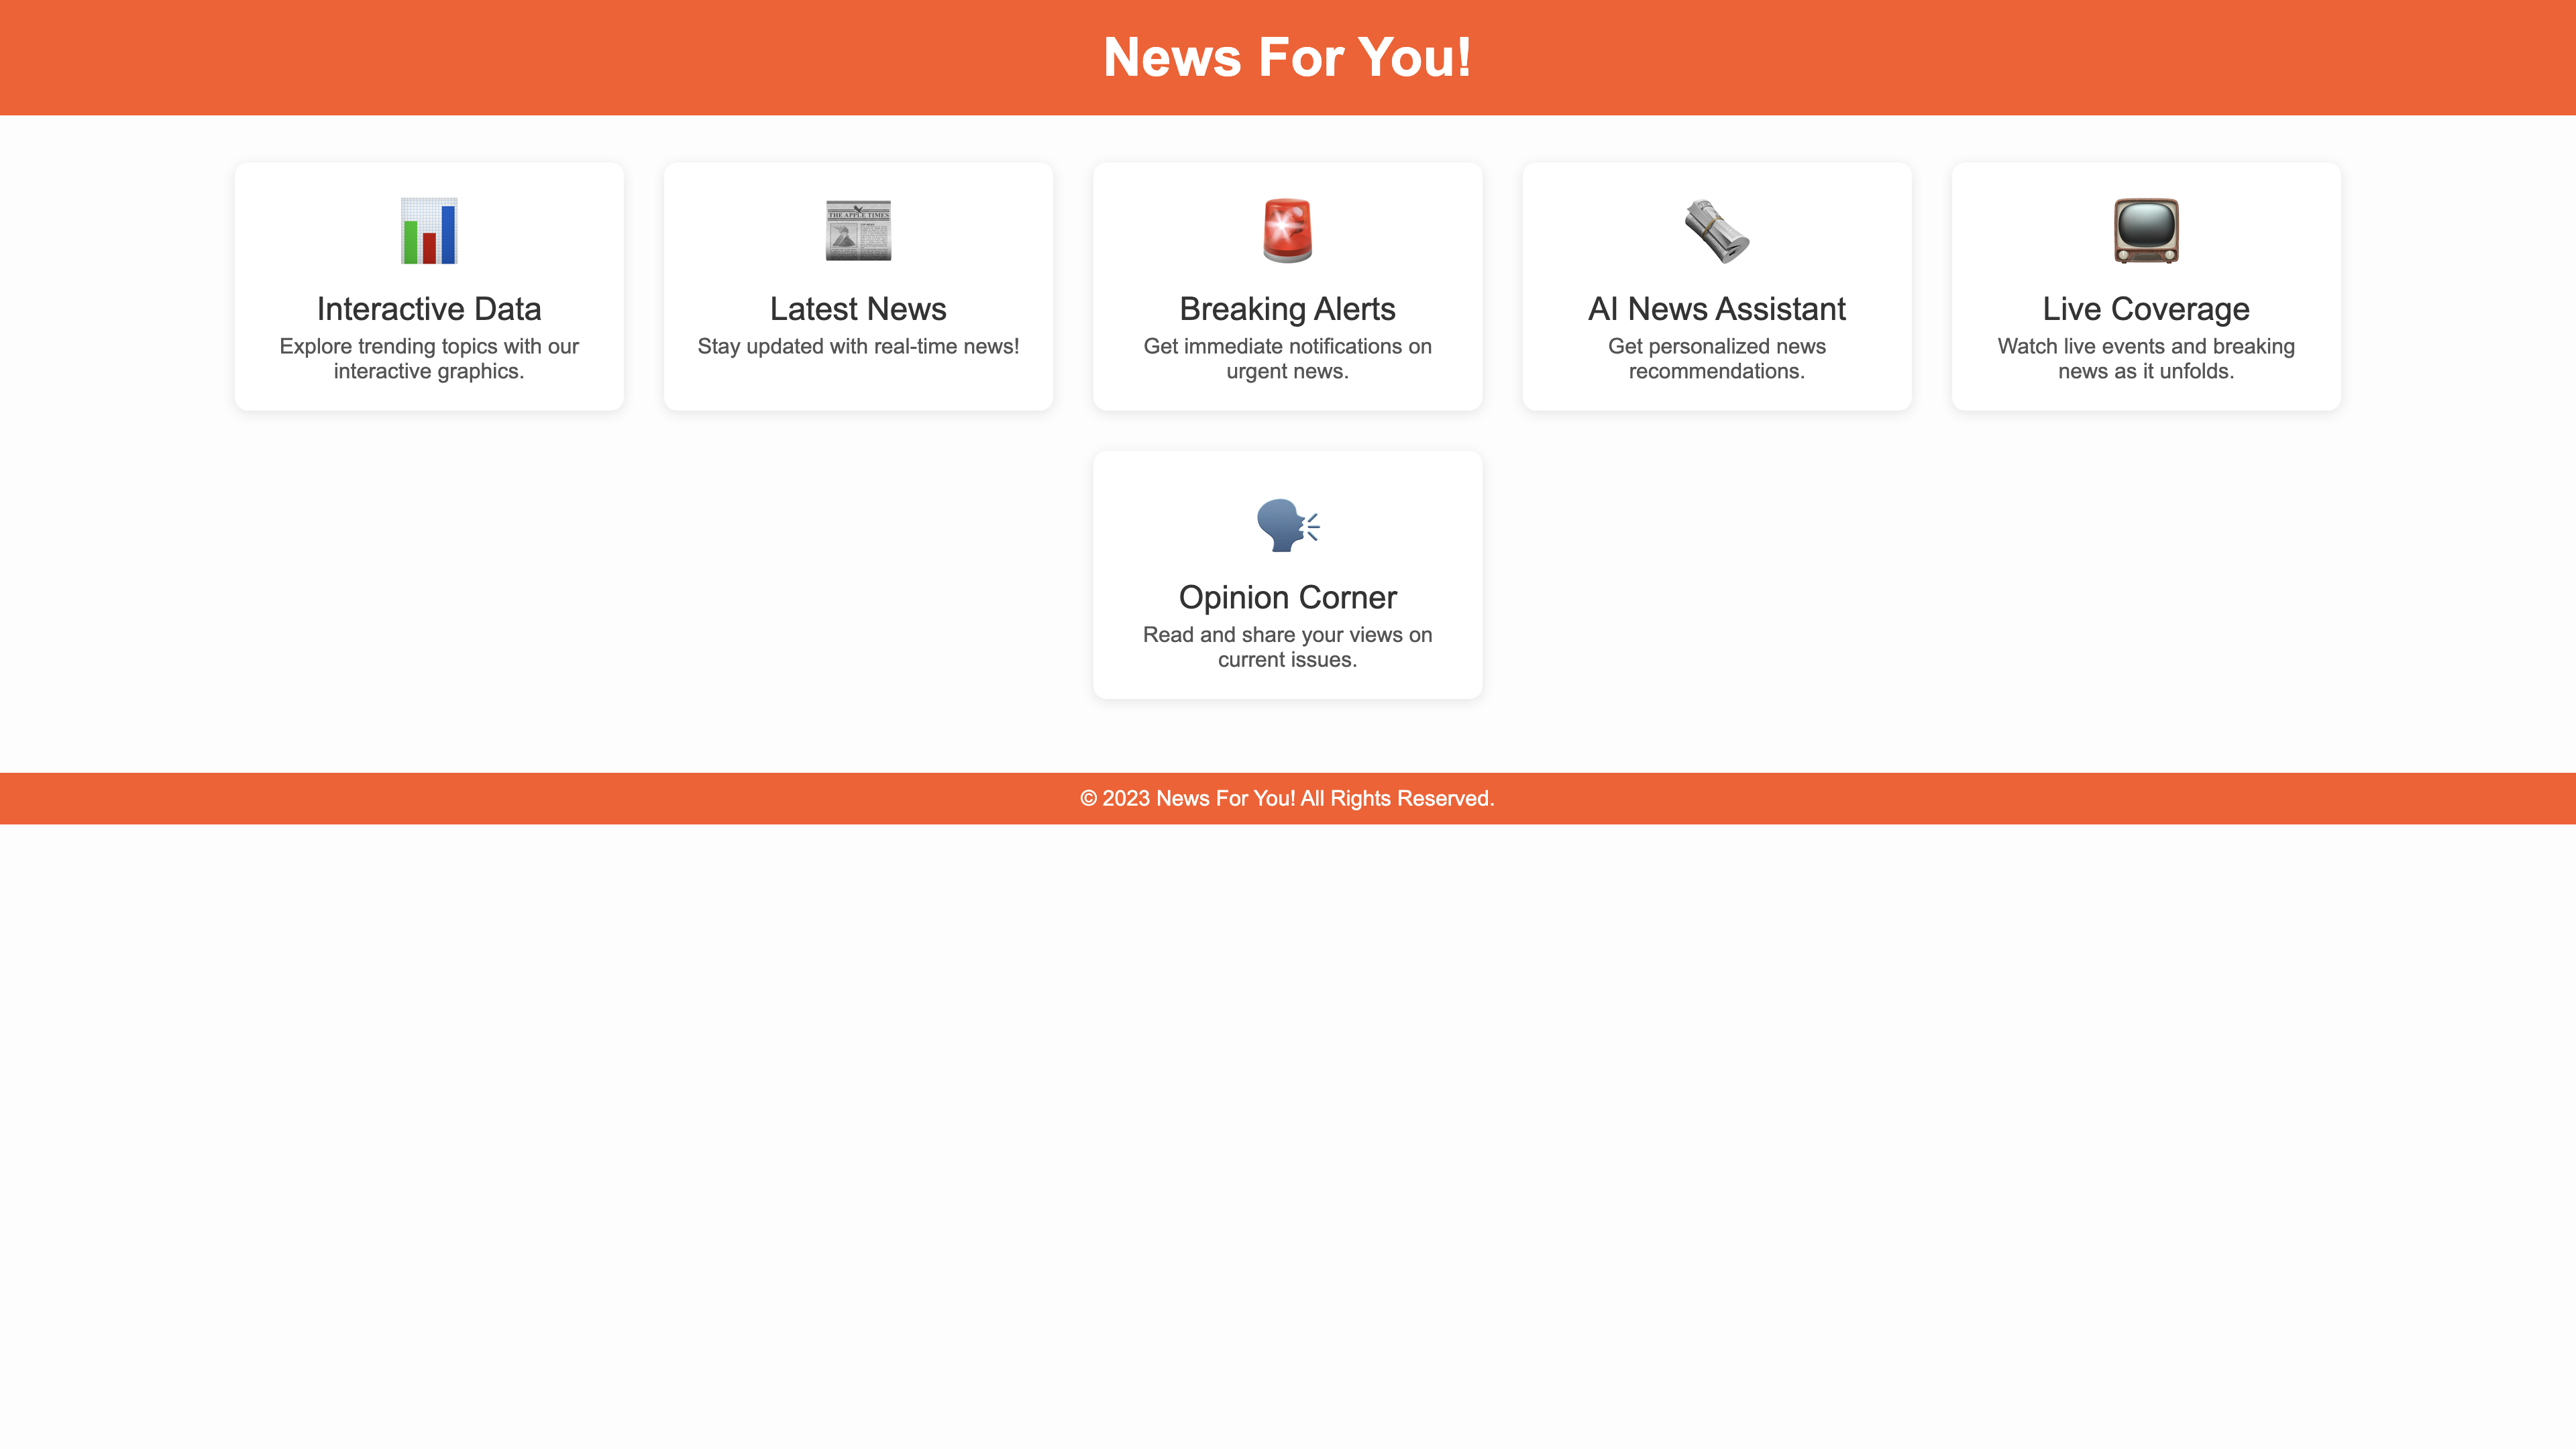 News For You!
THE APPLE TIMES
Interactive Data
Explore trending topics with our
interactive graphics.
Latest News
Stay updated with real-time news!
Breaking Alerts
Get immediate notifications on
urgent news.
AI News Assistant
Get personalized news
recommendations.
Live Coverage
Watch live events and breaking
news as it unfolds.
Opinion Corner
Read and share your views on
current issues.
© 2023 News For You! All Rights Reserved.